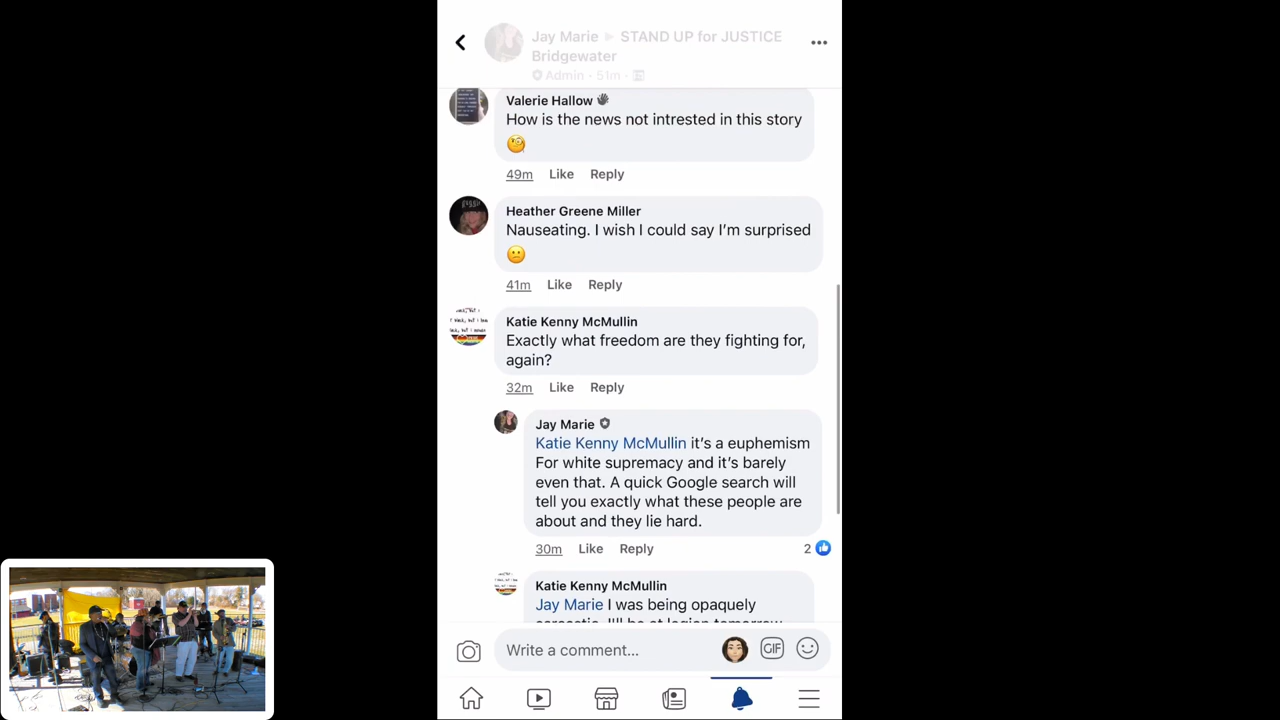 Jay Marie ▶ STAND UP for JUSTICE
Bridgewater
Admin · 51m ·
Valerie Hallow
How is the news not intrested in this story
🧐
49m Like Reply
Heather Greene Miller
Nauseating. I wish I could say I'm surprised
😕
41m Like Reply
Katie Kenny McMullin
Exactly what freedom are they fighting for,
again?
32m Like Reply
Jay Marie
Katie Kenny McMullin it's a euphemism
For white supremacy and it's barely
even that. A quick Google search will
tell you exactly what these people are
about and they lie hard.
30m Like Reply 2
Katie Kenny McMullin
Jay Marie I was being opaquely
sarcastic. I'll be at legion tomorrow
Write a comment... GIF